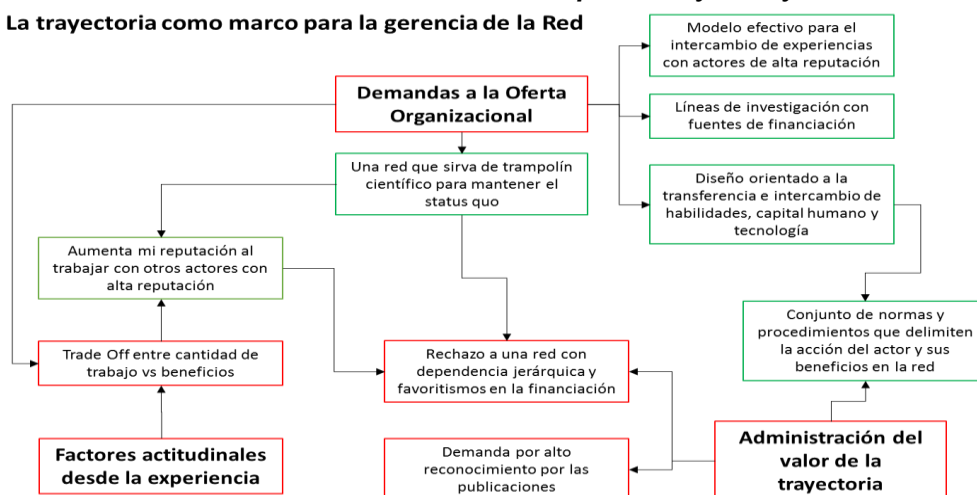 La trayectoria como marco para la gerencia de la Red
Modelo efectivo para el
intercambio de experiencias
con actores de alta reputación
Demandas a la Oferta
Organizacional
Líneas de investigación con
fuentes de financiación
Una red que sirva de trampolín
científico para mantener el
status quo
Diseño orientado a la
transferencia e intercambio de
habilidades, capital humano y
tecnología
Aumenta mi reputación al
trabajar con otros actores con
alta reputación
Conjunto de normas y
procedimientos que delimiten
la acción del actor y sus
beneficios en la red
Trade Off entre cantidad de
trabajo vs beneficios
Rechazo a una red con
dependencia jerárquica y
favoritismos en la financiación
Factores actitudinales
desde la experiencia
Demanda por alto
reconocimiento por las
publicaciones
Administración del
valor de la
trayectoria